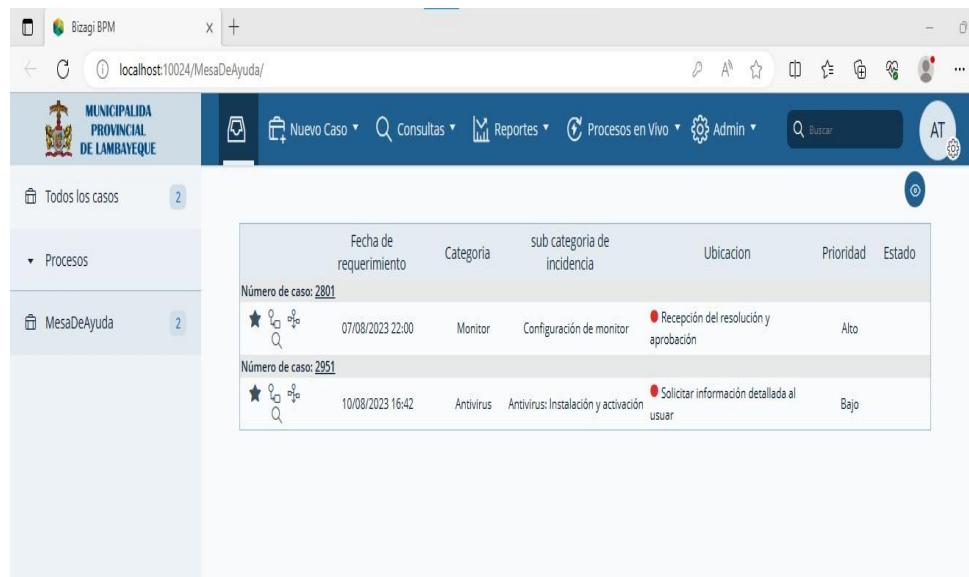 Bizagi BPM
localhost:10024/MesaDeAyuda/
MUNICIPALIDA
PROVINCIAL
DE LAMBAYEQUE
Nuevo Caso
Consultas
Reportes
Procesos en Vivo
Admin
Buscar
AT
Todos los casos 2
Procesos
MesaDeAyuda 2
Fecha de
requerimiento
Categoria
sub categoria de
incidencia
Ubicacion
Prioridad
Estado
Número de caso: 2801
07/08/2023 22:00
Monitor
Configuración de monitor
Recepción del resolución y
aprobación
Alto
Número de caso: 2951
10/08/2023 16:42
Antivirus
Antivirus: Instalación y activación
Solicitar información detallada al
usuar
Bajo